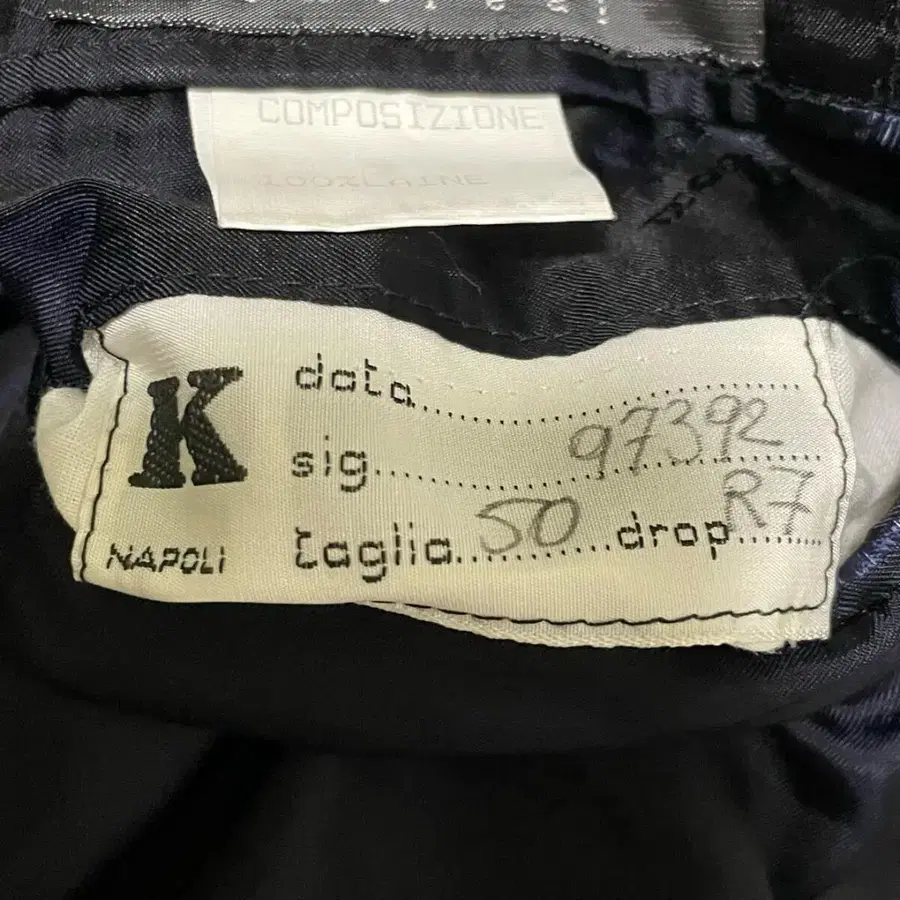 COMPOSIZIONE
100%LAINE
K
NAPOLI
data
sig. 97392
taglia 50 drop R7